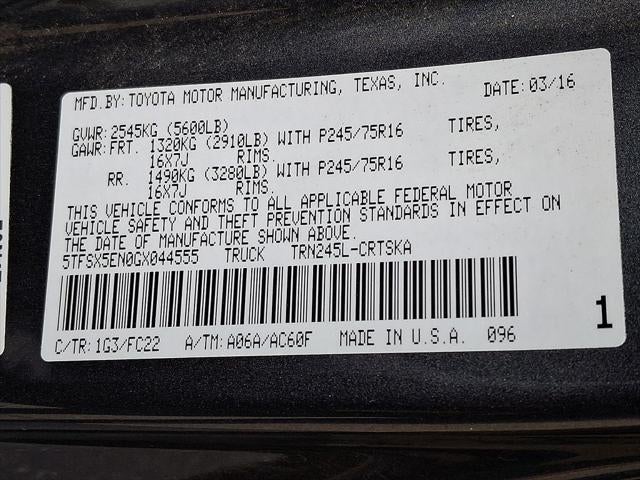 MFD.BY: TOYOTA MOTOR MANUFACTURING, TEXAS, INC. DATE: 03/16
GVWR: 2545KG (5600LB)
GAWR: FRT. 1320KG (2910LB) WITH P245/75R16 TIRES,
16X7J RIMS.
RR. 1490KG (3280LB) WITH P245/75R16 TIRES,
16X7J RIMS.
THIS VEHICLE CONFORMS TO ALL APPLICABLE FEDERAL MOTOR
VEHICLE SAFETY AND THEFT PREVENTION STANDARDS IN EFFECT ON
THE DATE OF MANUFACTURE SHOWN ABOVE.
5TFSX5EN0GX044555 TRUCK TRN245L-CRTSKA
1
C/TR: 1G3/FC22 A/TM: A06A/AC60F MADE IN U.S.A. 096